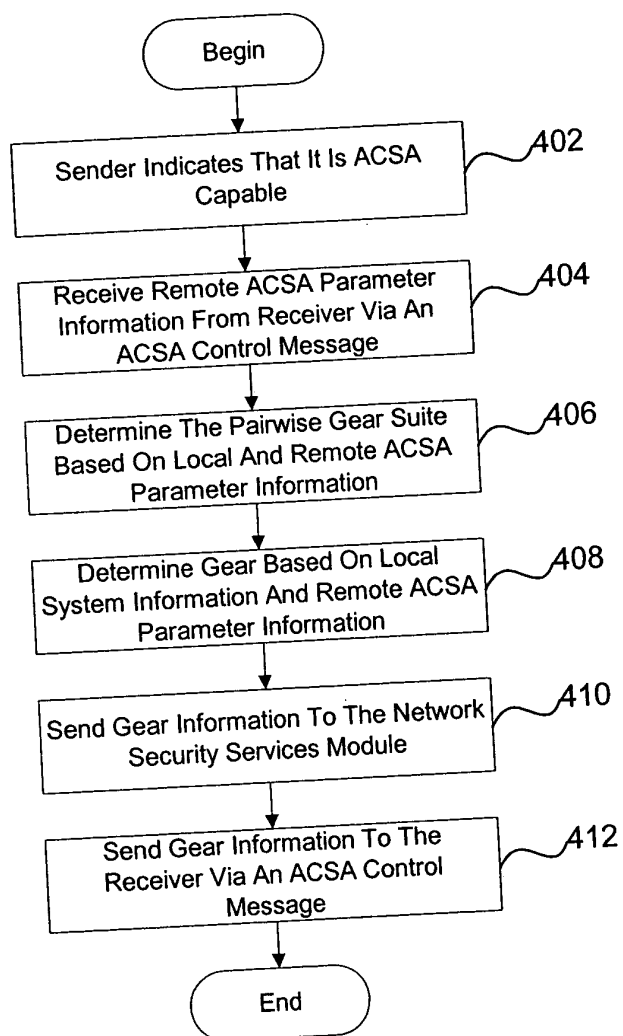 Begin
Sender Indicates That It Is ACSA
Capable
402
Receive Remote ACSA Parameter
Information From Receiver Via An
ACSA Control Message
404
Determine The Pairwise Gear Suite
Based On Local And Remote ACSA
Parameter Information
406
Determine Gear Based On Local
System Information And Remote ACSA
Parameter Information
408
Send Gear Information To The Network
Security Services Module
410
Send Gear Information To The
Receiver Via An ACSA Control
Message
412
End